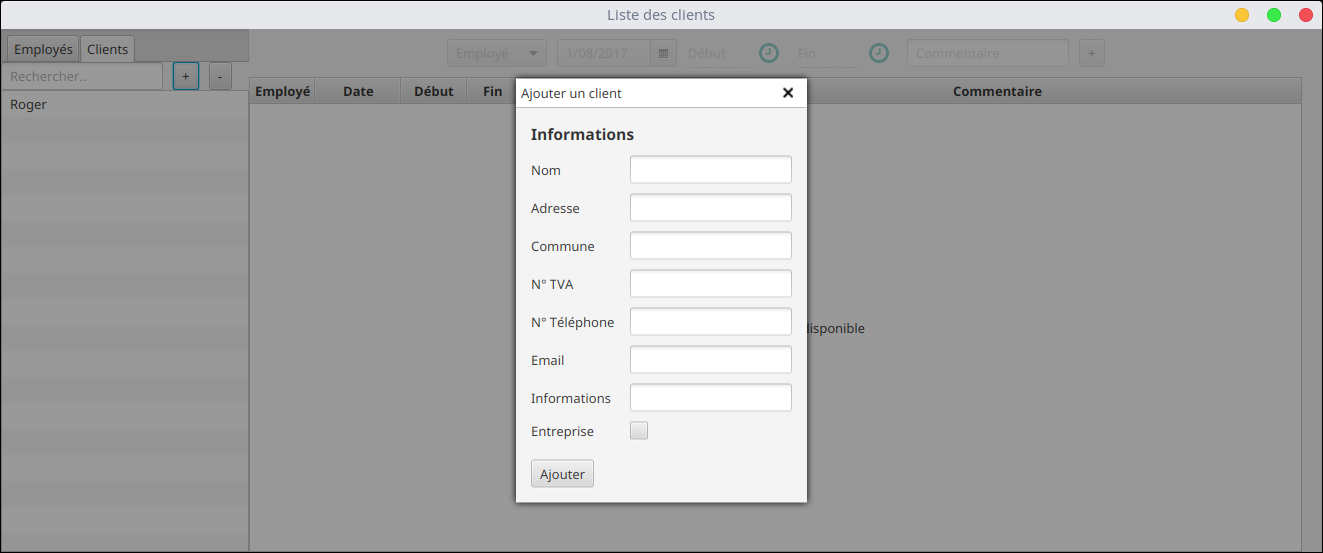 Liste des clients
Employés Clients
Employé 1/08/2017 Début Fin Commentaire +
Rechercher.. + -
Employé Date Début Fin Commentaire
Roger
Ajouter un client
Informations
Nom
Adresse
Commune
N° TVA
N° Téléphone
disponible
Email
Informations
Entreprise
Ajouter